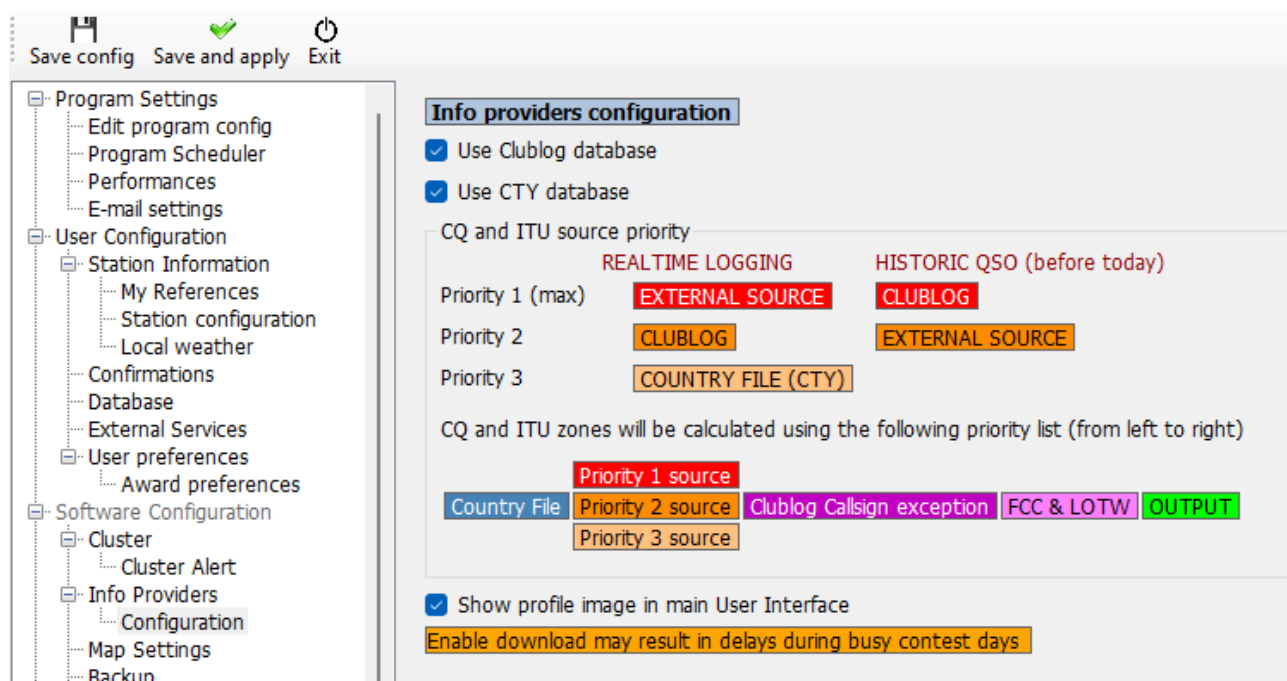 Save config Save and apply Exit
Program Settings
Edit program config
Program Scheduler
Performances
E-mail settings
User Configuration
Station Information
My References
Station configuration
Local weather
Confirmations
Database
External Services
User preferences
Award preferences
Software Configuration
Cluster
Cluster Alert
Info Providers
Configuration
Map Settings
Backup
Info providers configuration
Use Clublog database
Use CTY database
CQ and ITU source priority
REALTIME LOGGING HISTORIC QSO (before today)
Priority 1 (max) EXTERNAL SOURCE CLUBLOG
Priority 2 CLUBLOG EXTERNAL SOURCE
Priority 3 COUNTRY FILE (CTY)
CQ and ITU zones will be calculated using the following priority list (from left to right)
Priority 1 source
Country File Priority 2 source Clublog Callsign exception FCC & LOTW OUTPUT
Priority 3 source
Show profile image in main User Interface
Enable download may result in delays during busy contest days